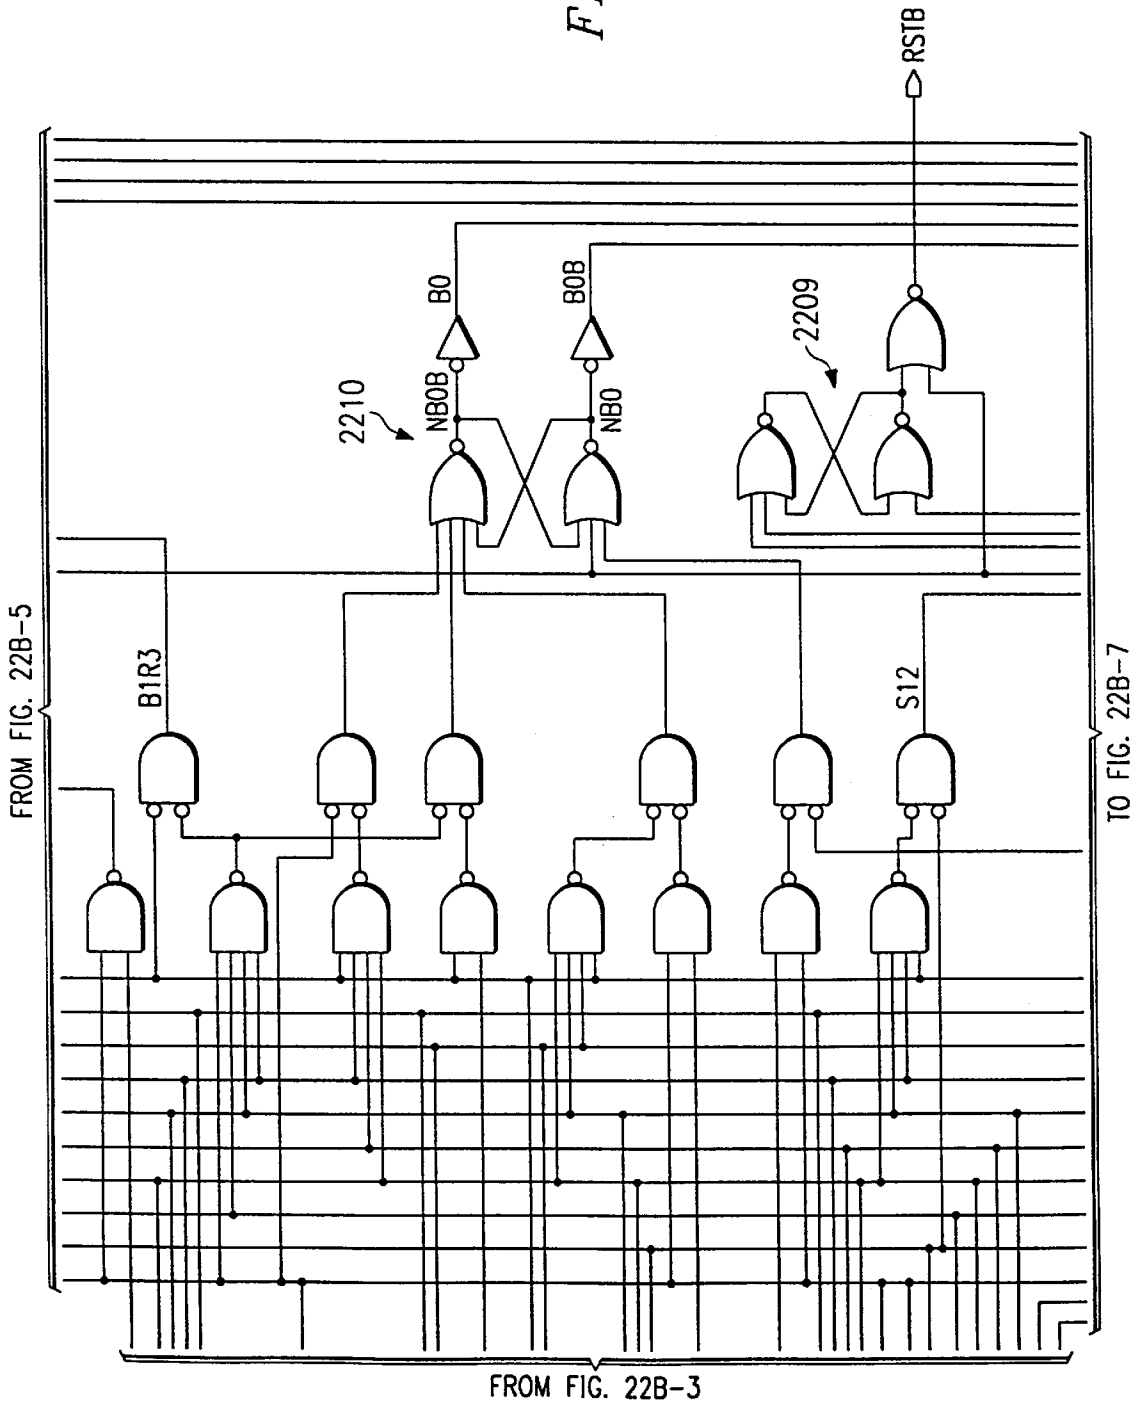 F
RSTB
FROM FIG. 22B-5
B0
B0B
2209
2210
NB0B
NB0
B1R3
S12
TO FIG. 22B-7
FROM FIG. 22B-3